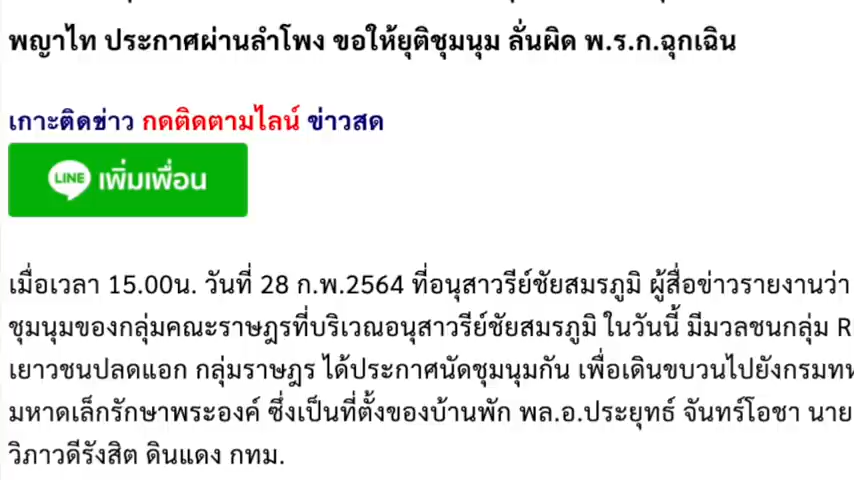 พญาไท ประกาศผ่านลำโพง ขอให้ยุติชุมนุม ลั่นผิด พ.ร.ก.ฉุกเฉิน
เกาะติดข่าว กดติดตามไลน์ ข่าวสด
LINE เพิ่มเพื่อน
เมื่อเวลา 15.00น. วันที่ 28 ก.พ.2564 ที่อนุสาวรีย์ชัยสมรภูมิ ผู้สื่อข่าวรายงานว่า
ชุมนุมของกลุ่มคณะราษฎรที่บริเวณอนุสาวรีย์ชัยสมรภูมิ ในวันนี้ มีมวลชนกลุ่ม R
เยาวชนปลดแอก กลุ่มราษฎร ได้ประกาศนัดชุมนุมกัน เพื่อเดินขบวนไปยังกรมทห
มหาดเล็กรักษาพระองค์ ซึ่งเป็นที่ตั้งของบ้านพัก พล.อ.ประยุทธ์ จันทร์โอชา นาย
วิภาวดีรังสิต ดินแดง กทม.